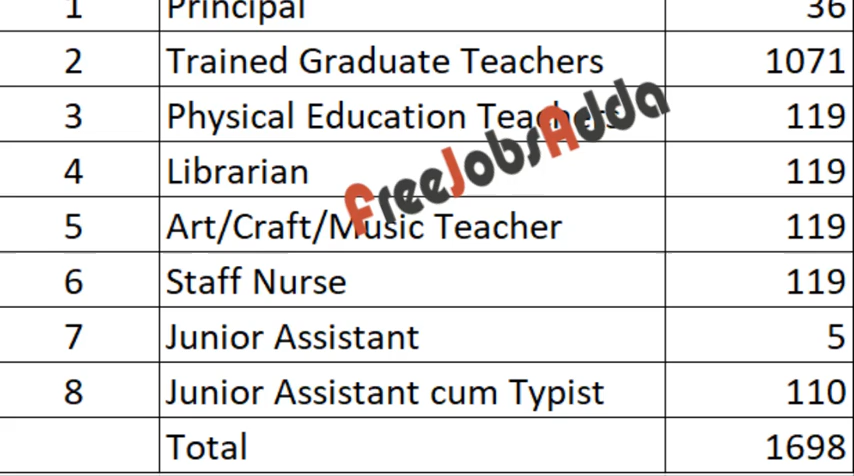 1 Principal 36
2 Trained Graduate Teachers 1071
3 Physical Education Teachers 119
4 Librarian 119
5 Art/Craft/Music Teacher 119
6 Staff Nurse 119
7 Junior Assistant 5
8 Junior Assistant cum Typist 110
Total 1698
FreeJobsAdda